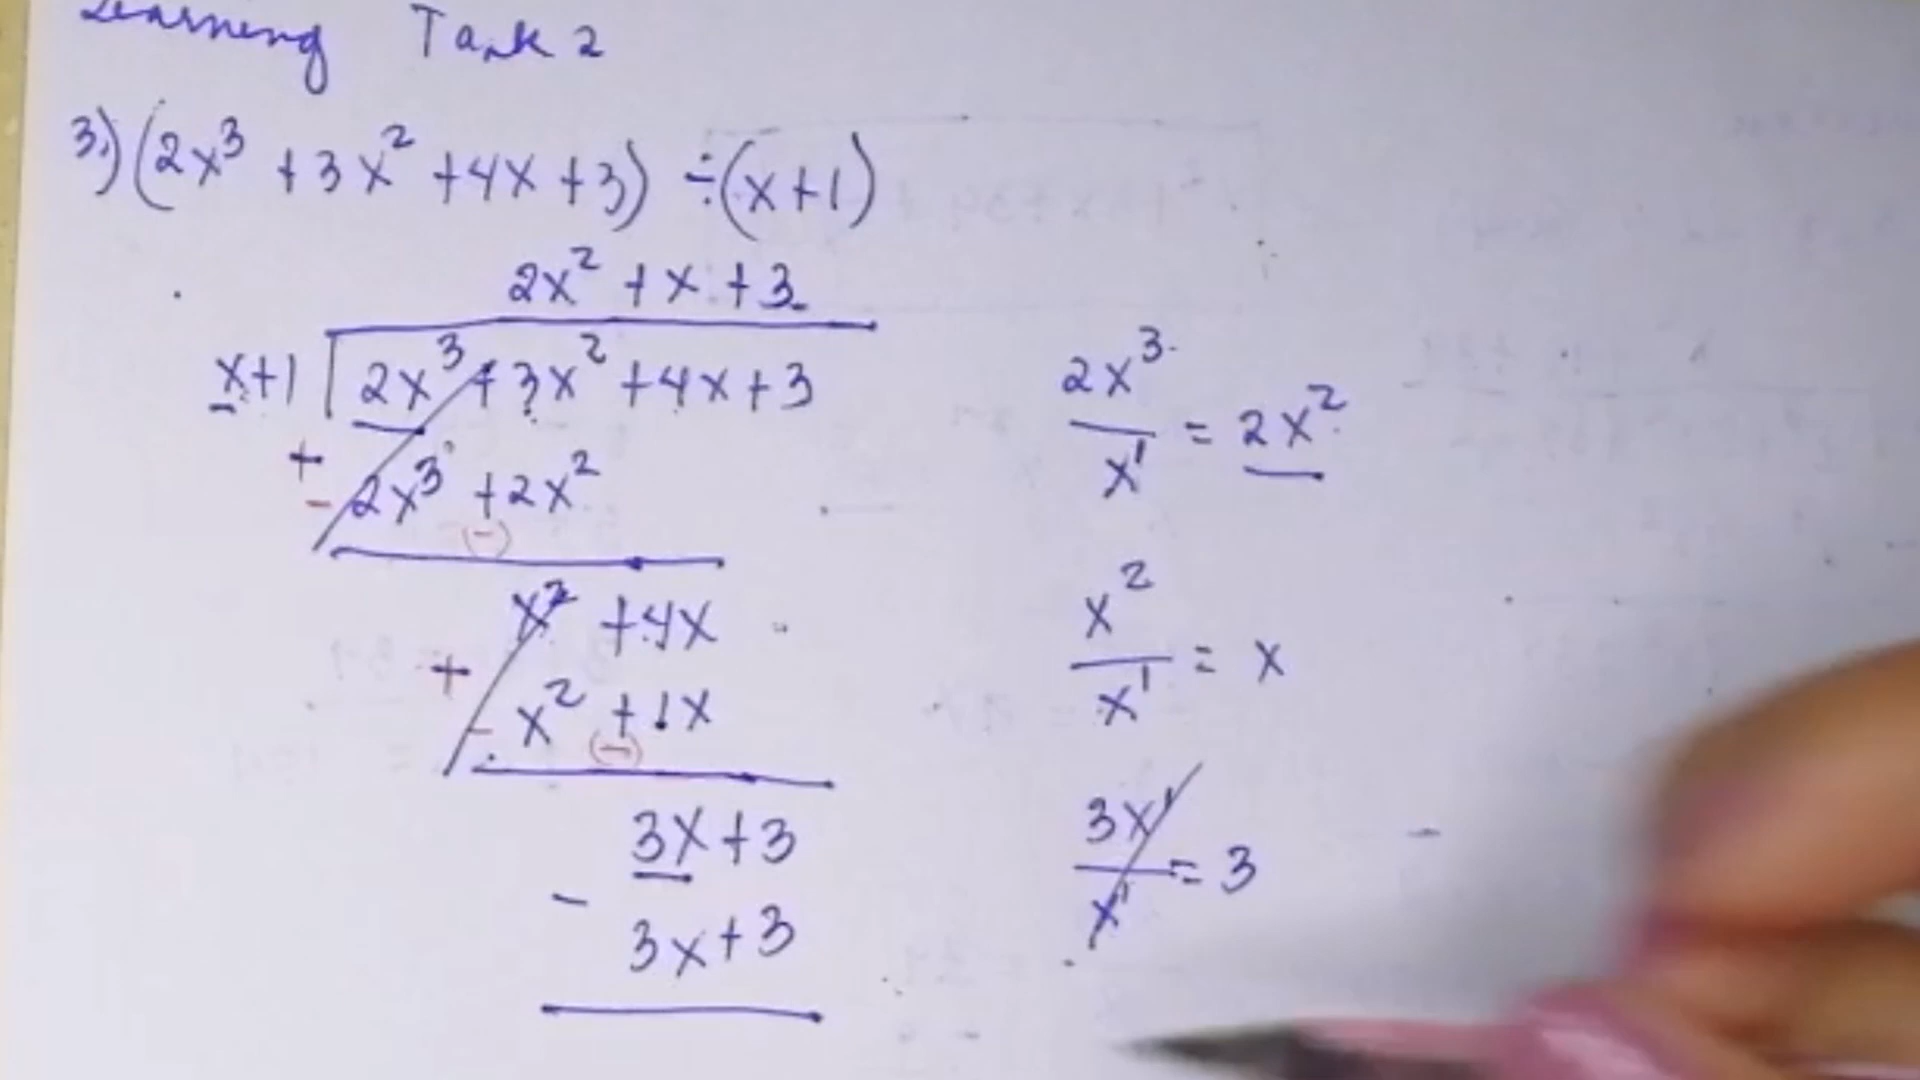 Learning Task 2
3.) (2x³ + 3x² + 4x + 3) ÷ (x+1)
2x² + x + 3
x+1 2x³ + 3x² + 4x + 3
+
- 2x³ + 2x²
(-)
x² + 4x
+
- x² + 1x
(-)
3x + 3
-
3x + 3
2x³
/ x¹ = 2x²
x²
/ x¹ = x
3x¹
/ x¹ = 3